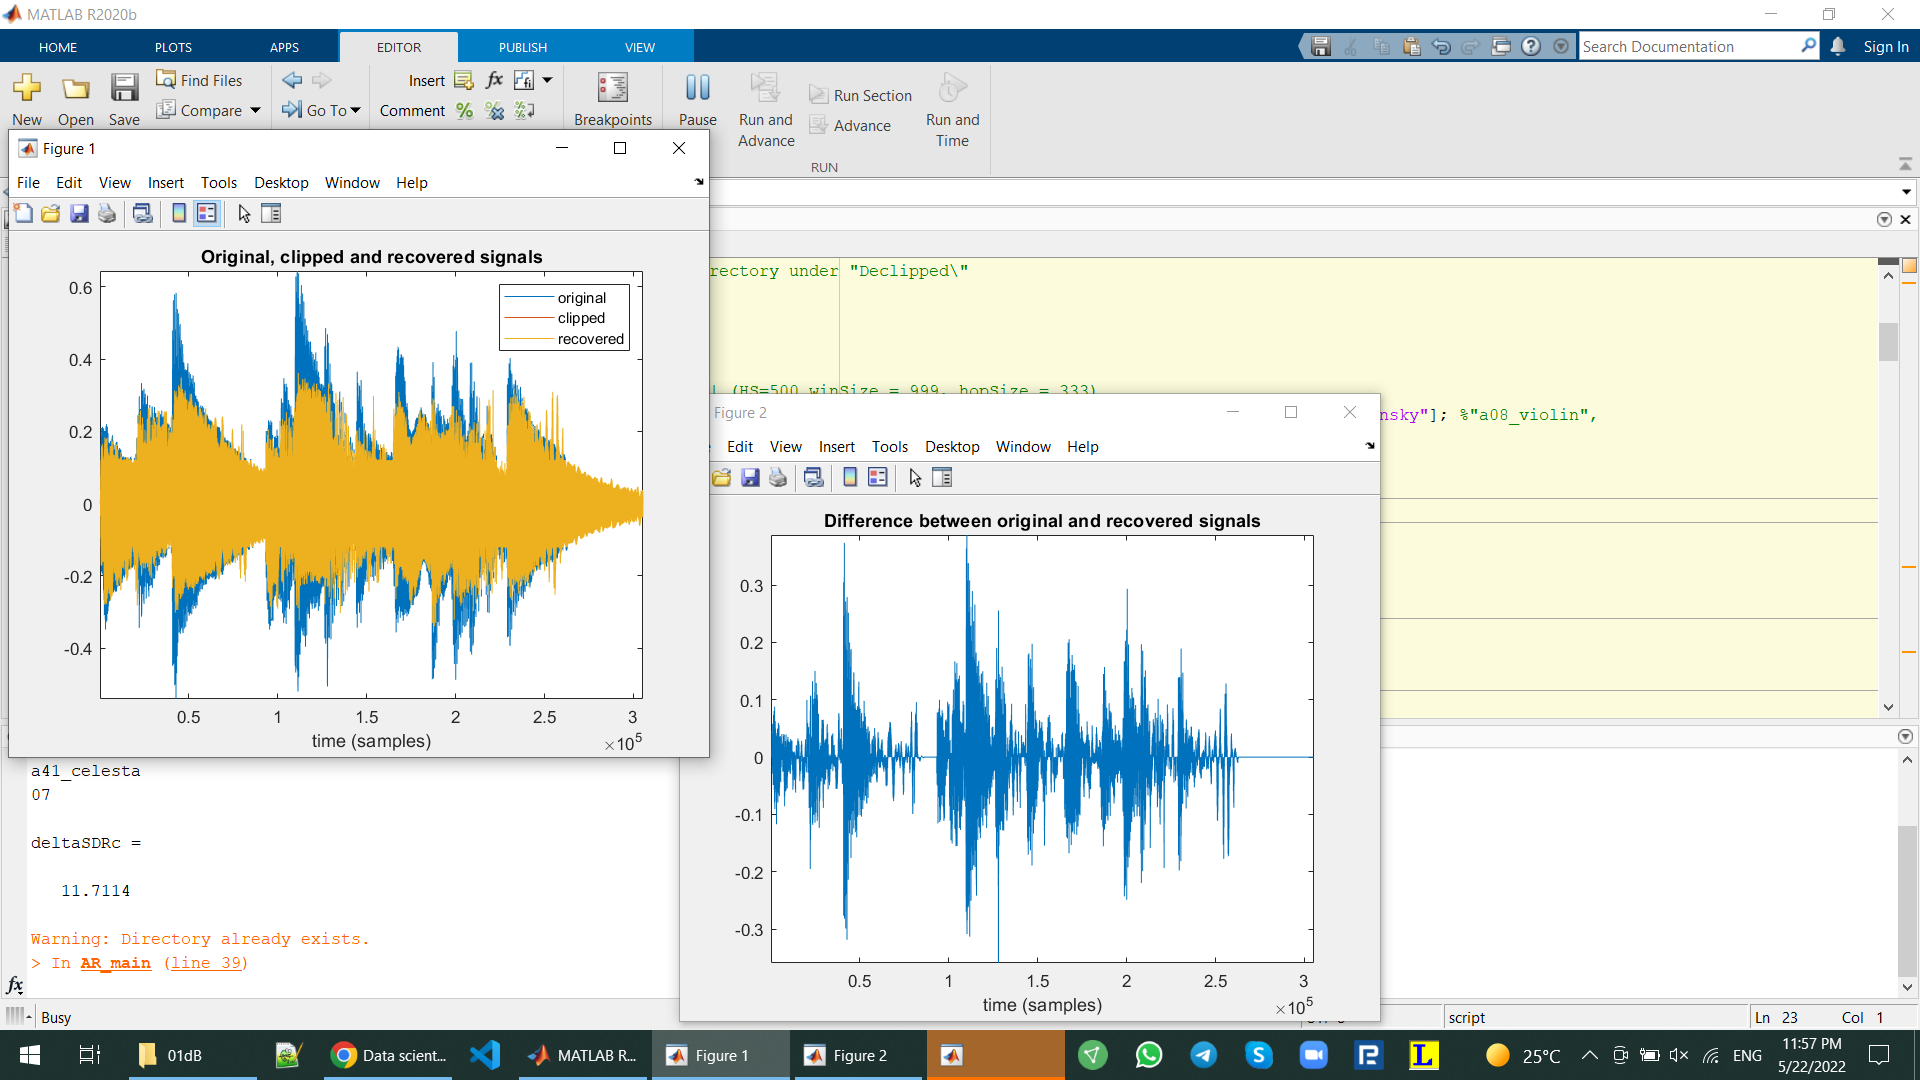 MATLAB R2020b
HOME PLOTS APPS EDITOR PUBLISH VIEW
Search Documentation
Sign In
New Open Save
Find Files
Compare
Go To
Insert
Comment
Breakpoints
Pause
Run and Advance
Run Section
Advance
Run and Time
RUN
Figure 1
File Edit View Insert Tools Desktop Window Help
Original, clipped and recovered signals
original
clipped
recovered
0.6
0.4
0.2
0
-0.2
-0.4
0.5 1 1.5 2 2.5 3
time (samples)
×10^5
rectory under "Declipped\"
(HS=500 winSize = 999, hopSize = 333)
nsky"]; %"a08_violin",
Figure 2
Edit View Insert Tools Desktop Window Help
Difference between original and recovered signals
0.3
0.2
0.1
0
-0.1
-0.2
-0.3
0.5 1 1.5 2 2.5 3
time (samples)
×10^5
a41_celesta
07
deltaSDRc =
11.7114
Warning: Directory already exists.
> In AR_main (line 39)
fx
Busy
script
Ln 23 Col 1
01dB
Data scient...
MATLAB R...
Figure 1
Figure 2
25°C
ENG
11:57 PM
5/22/2022